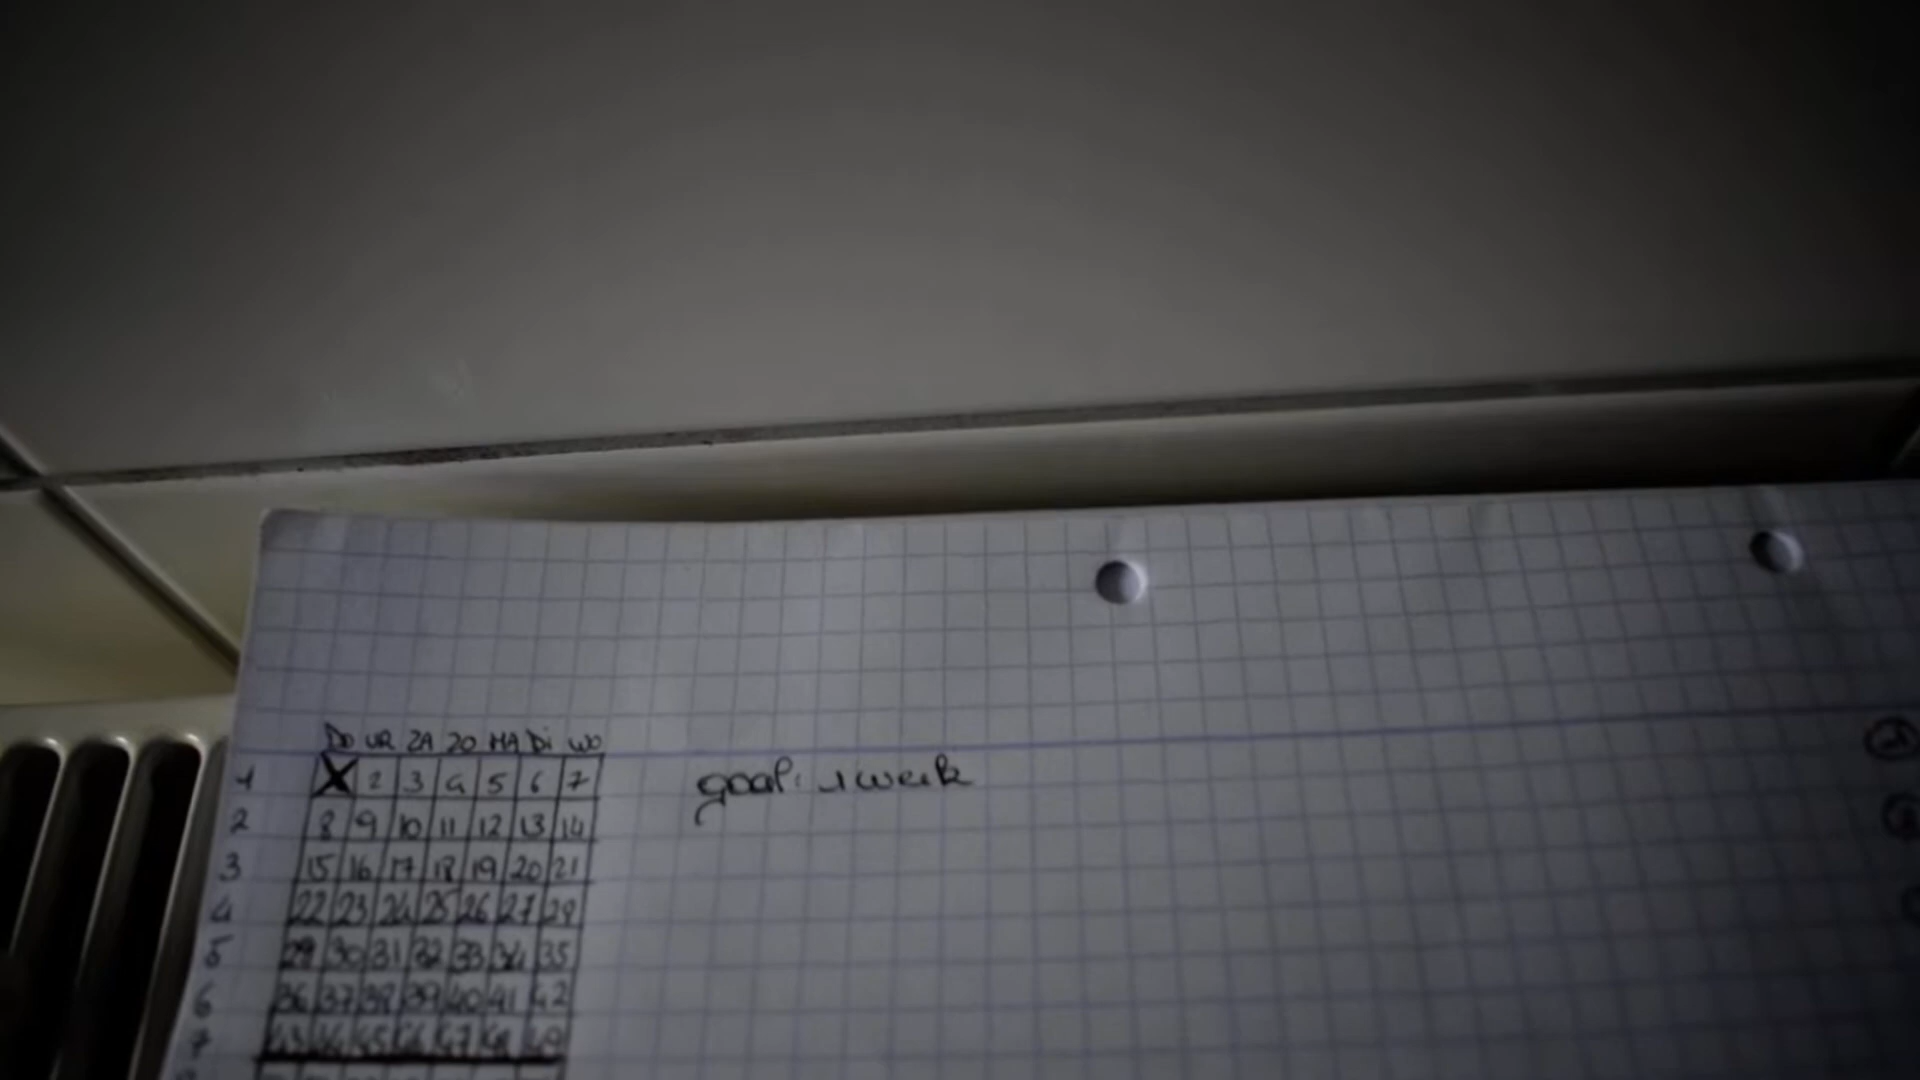 DO VR ZA ZO MA Di WO
1 X 2 3 4 5 6 7
goal: 1 week
2 8 9 10 11 12 13 14
3 15 16 17 18 19 20 21
4 22 23 24 25 26 27 28
5 29 30 31 32 33 34 35
6 36 37 38 39 40 41 42
7 43 44 45 46 47 48 49